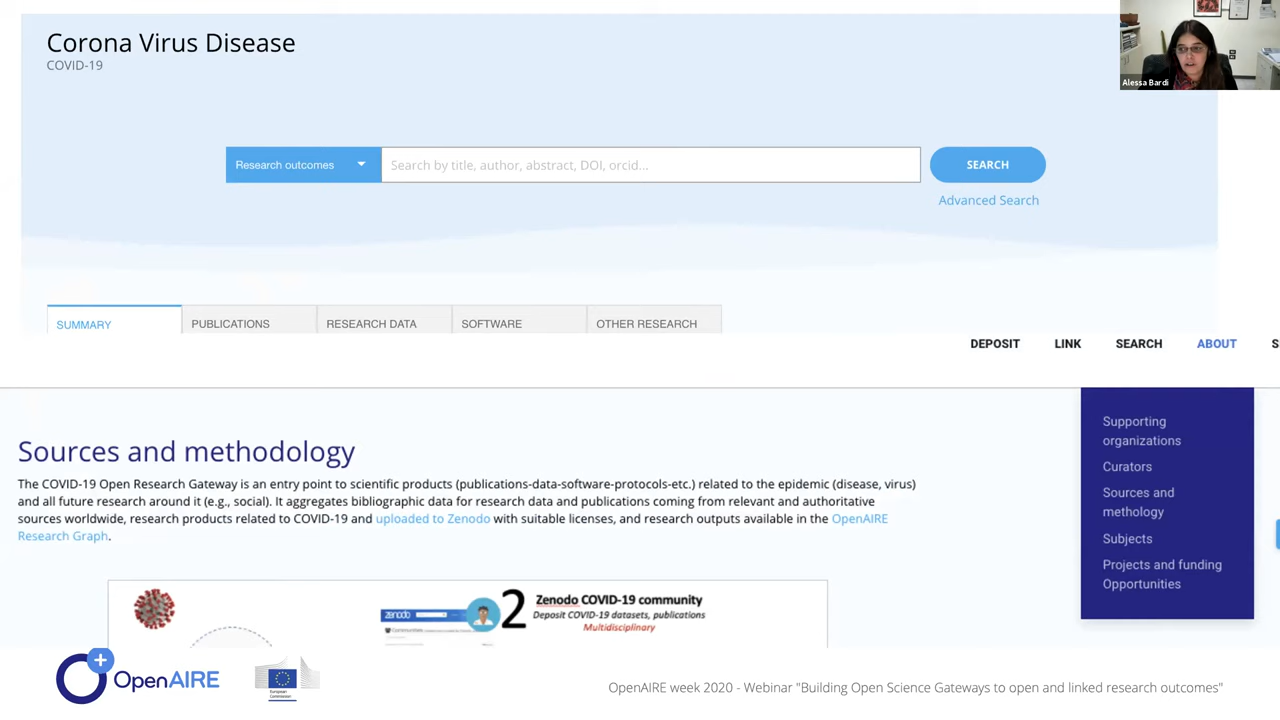 Corona Virus Disease
COVID-19
Alessa Bardi
Research outcomes
Search by title, author, abstract, DOI, orcid...
SEARCH
Advanced Search
SUMMARY
PUBLICATIONS
RESEARCH DATA
SOFTWARE
OTHER RESEARCH
DEPOSIT
LINK
SEARCH
ABOUT
S
Supporting
organizations
Curators
Sources and
methology
Subjects
Projects and funding
Opportunities
Sources and methodology
The COVID-19 Open Research Gateway is an entry point to scientific products (publications-data-software-protocols-etc.) related to the epidemic (disease, virus)
and all future research around it (e.g., social). It aggregates bibliographic data for research data and publications coming from relevant and authoritative
sources worldwide, research products related to COVID-19 and uploaded to Zenodo with suitable licenses, and research outputs available in the OpenAIRE
Research Graph.
zenodo
Communities
2
Zenodo COVID-19 community
Deposit COVID-19 datasets, publications
Multidisciplinary
OpenAIRE
European
Commission
OpenAIRE week 2020 - Webinar "Building Open Science Gateways to open and linked research outcomes"